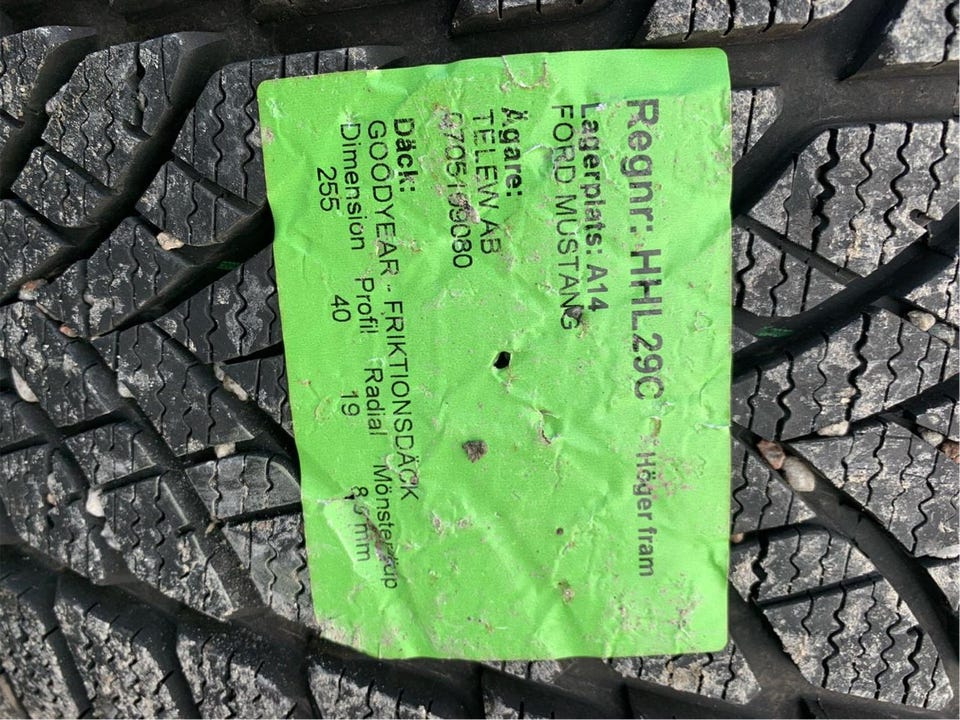 Regnr: HHL29C - Höger fram
Lagerplats: A14
FORD MUSTANG
Ägare:
TELEW AB
Däck:
GOODYEAR - FRIKTIONSDÄCK
Dimension Profil Radial Mönsterdjup
255 40 19 mm